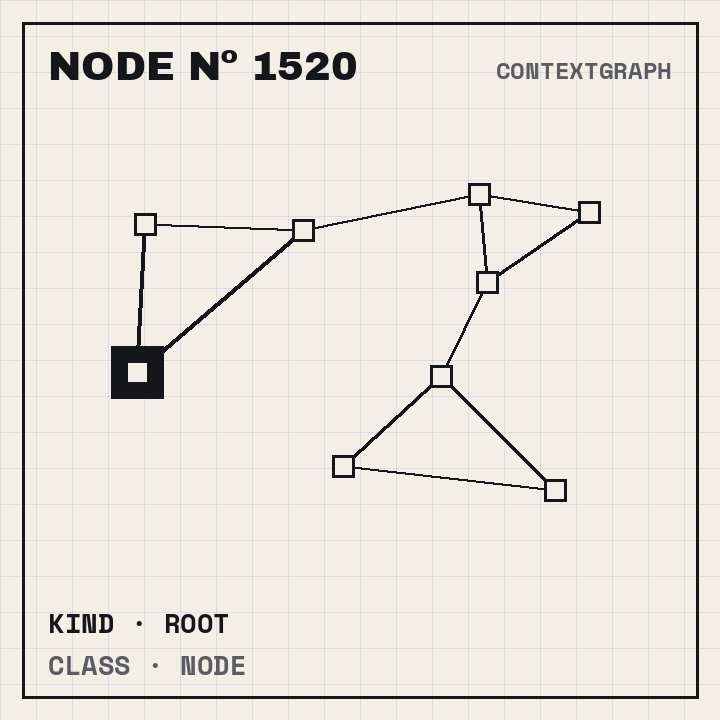 NODE Nº 1520
CONTEXTGRAPH
KIND · ROOT
CLASS · NODE